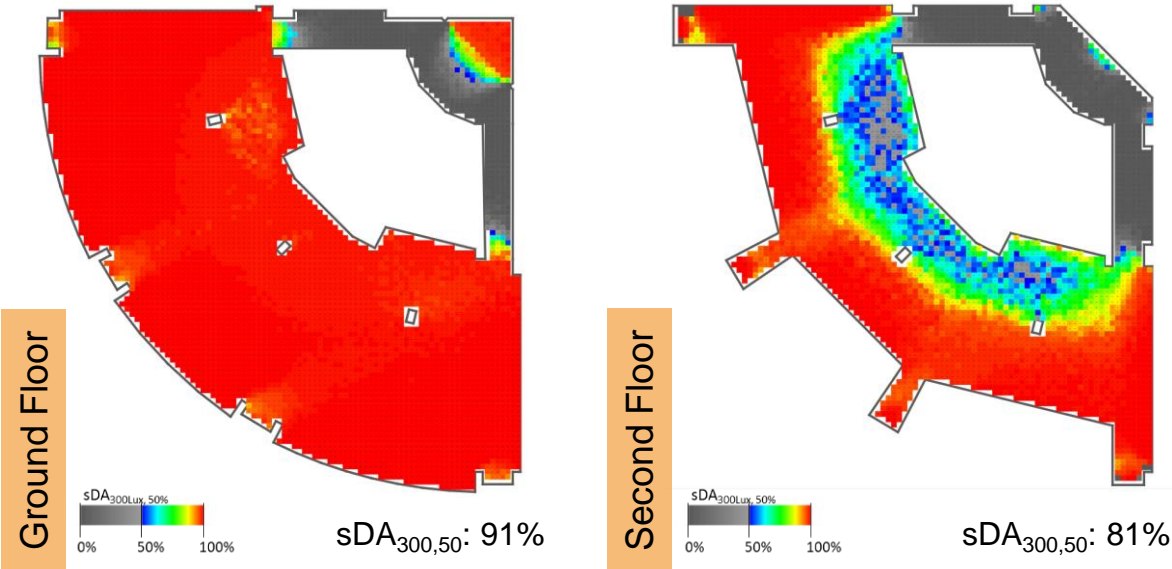 Ground Floor
sDA300Lux, 50%
0% 50% 100%
sDA300,50: 91%
Second Floor
sDA300Lux, 50%
0% 50% 100%
sDA300,50: 81%